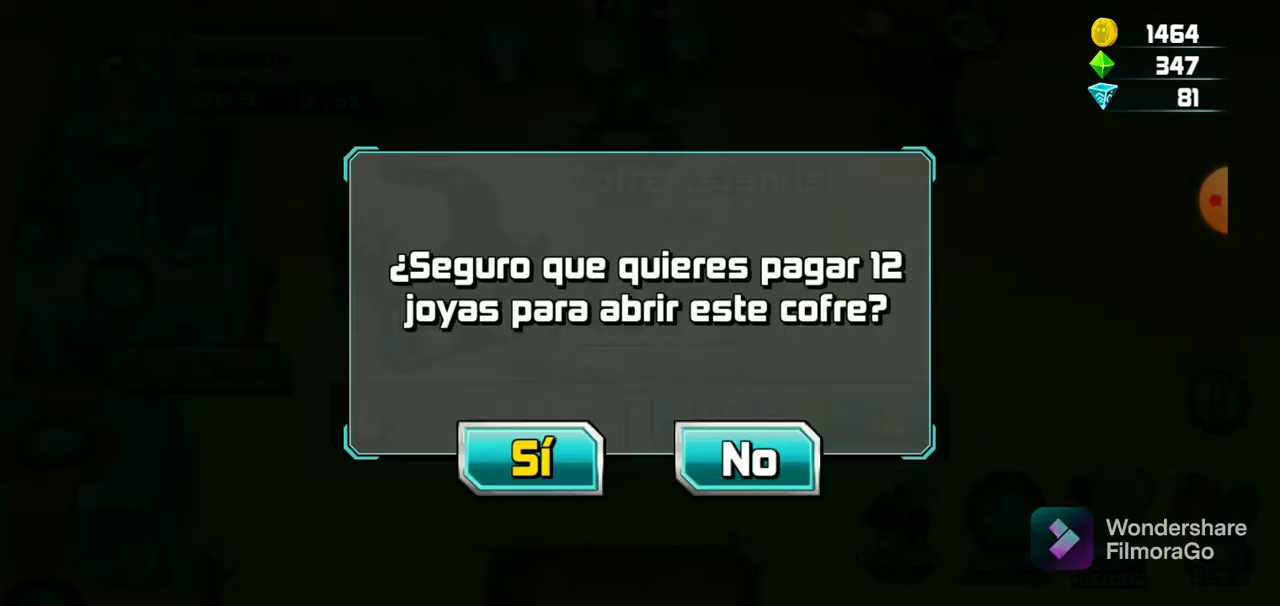 1464
347
81
¿Seguro que quieres pagar 12
joyas para abrir este cofre?
Sí
No
Wondershare
FilmoraGo